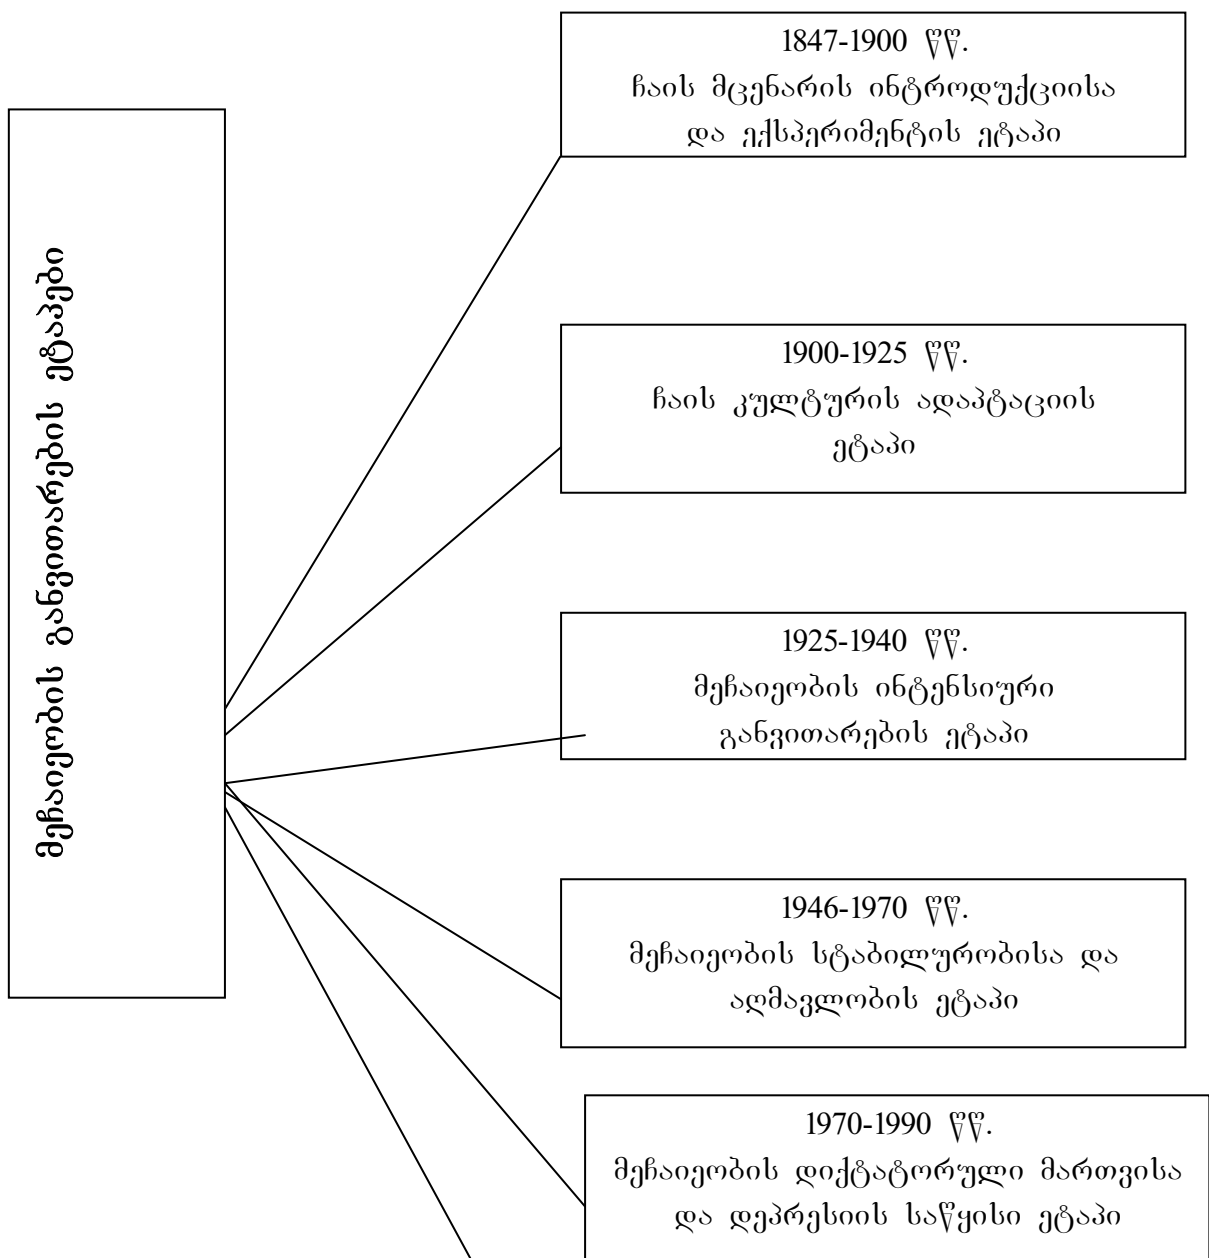 მეჩაიეობის განვითარების ეტაპები
1847-1900 წწ.
ჩაის მცენარის ინტროდუქციისა
და ექსპერიმენტის ეტაპი
1900-1925 წწ.
ჩაის კულტურის ადაპტაციის
ეტაპი
1925-1940 წწ.
მეჩაიეობის ინტენსიური
განვითარების ეტაპი
1946-1970 წწ.
მეჩაიეობის სტაბილურობისა და
აღმავლობის ეტაპი
1970-1990 წწ.
მეჩაიეობის დიქტატორული მართვისა
და დეპრესიის საწყისი ეტაპი